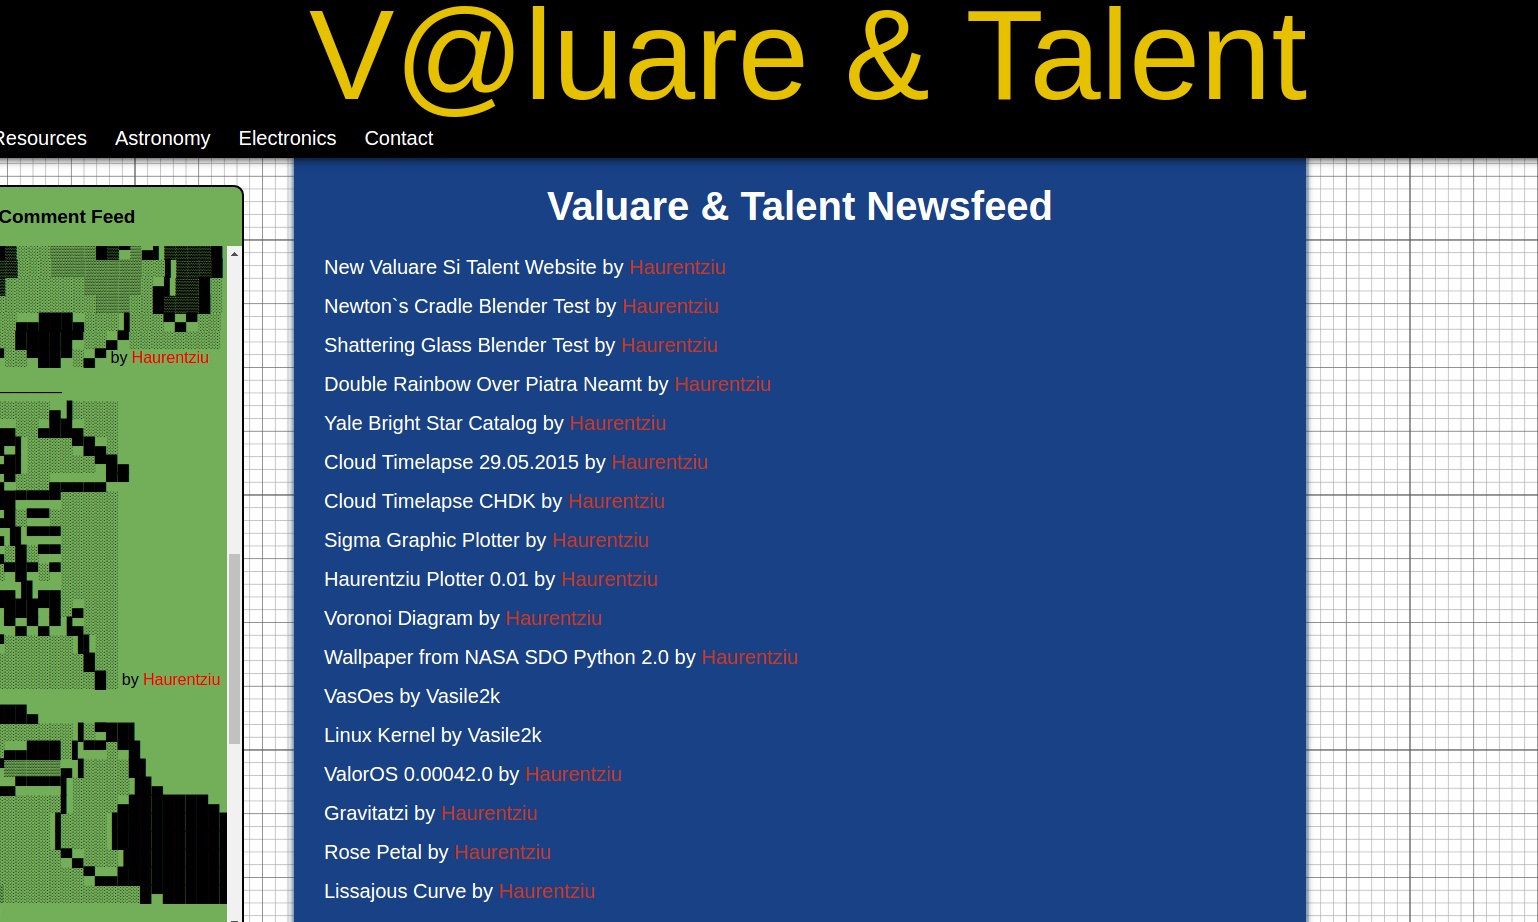 V@luare & Talent
Resources Astronomy Electronics Contact
Comment Feed
by Haurentziu
by Haurentziu
Valuare & Talent Newsfeed
New Valuare Si Talent Website by Haurentziu
Newton`s Cradle Blender Test by Haurentziu
Shattering Glass Blender Test by Haurentziu
Double Rainbow Over Piatra Neamt by Haurentziu
Yale Bright Star Catalog by Haurentziu
Cloud Timelapse 29.05.2015 by Haurentziu
Cloud Timelapse CHDK by Haurentziu
Sigma Graphic Plotter by Haurentziu
Haurentziu Plotter 0.01 by Haurentziu
Voronoi Diagram by Haurentziu
Wallpaper from NASA SDO Python 2.0 by Haurentziu
VasOes by Vasile2k
Linux Kernel by Vasile2k
ValorOS 0.00042.0 by Haurentziu
Gravitatzi by Haurentziu
Rose Petal by Haurentziu
Lissajous Curve by Haurentziu